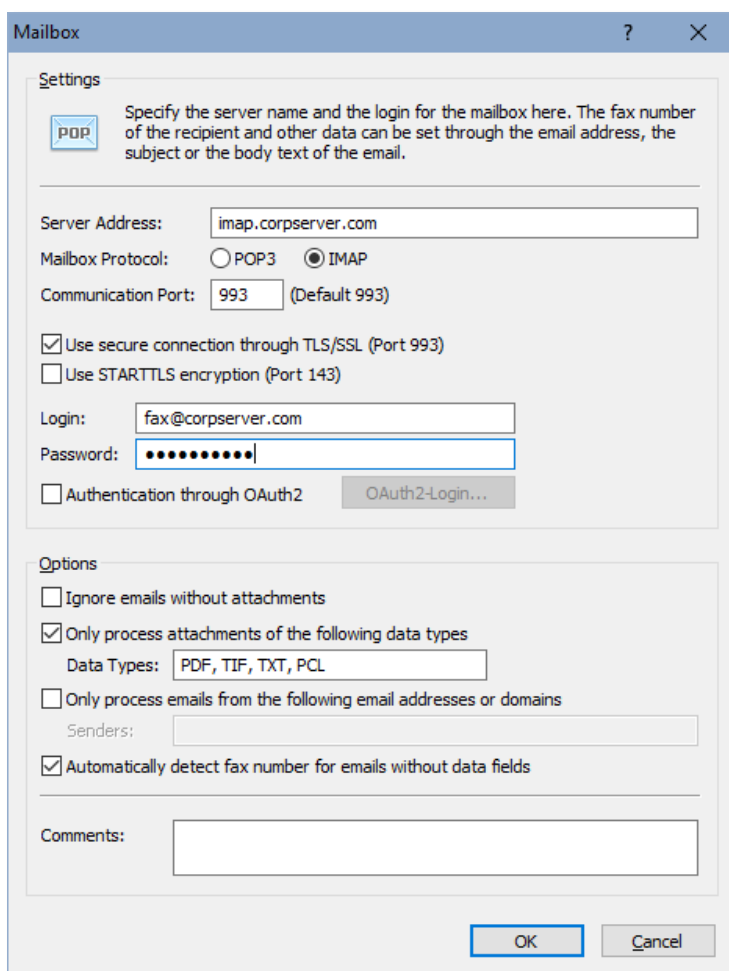 Mailbox
?
Settings
POP
Specify the server name and the login for the mailbox here. The fax number
of the recipient and other data can be set through the email address, the
subject or the body text of the email.
Server Address: imap.corpserver.com
Mailbox Protocol: POP3 IMAP
Communication Port: 993 (Default 993)
Use secure connection through TLS/SSL (Port 993)
Use STARTTLS encryption (Port 143)
Login: fax@corpserver.com
Password: ●●●●●●●●●●
Authentication through OAuth2 OAuth2-Login...
Options
Ignore emails without attachments
Only process attachments of the following data types
Data Types: PDF, TIF, TXT, PCL
Only process emails from the following email addresses or domains
Senders:
Automatically detect fax number for emails without data fields
Comments:
OK Cancel